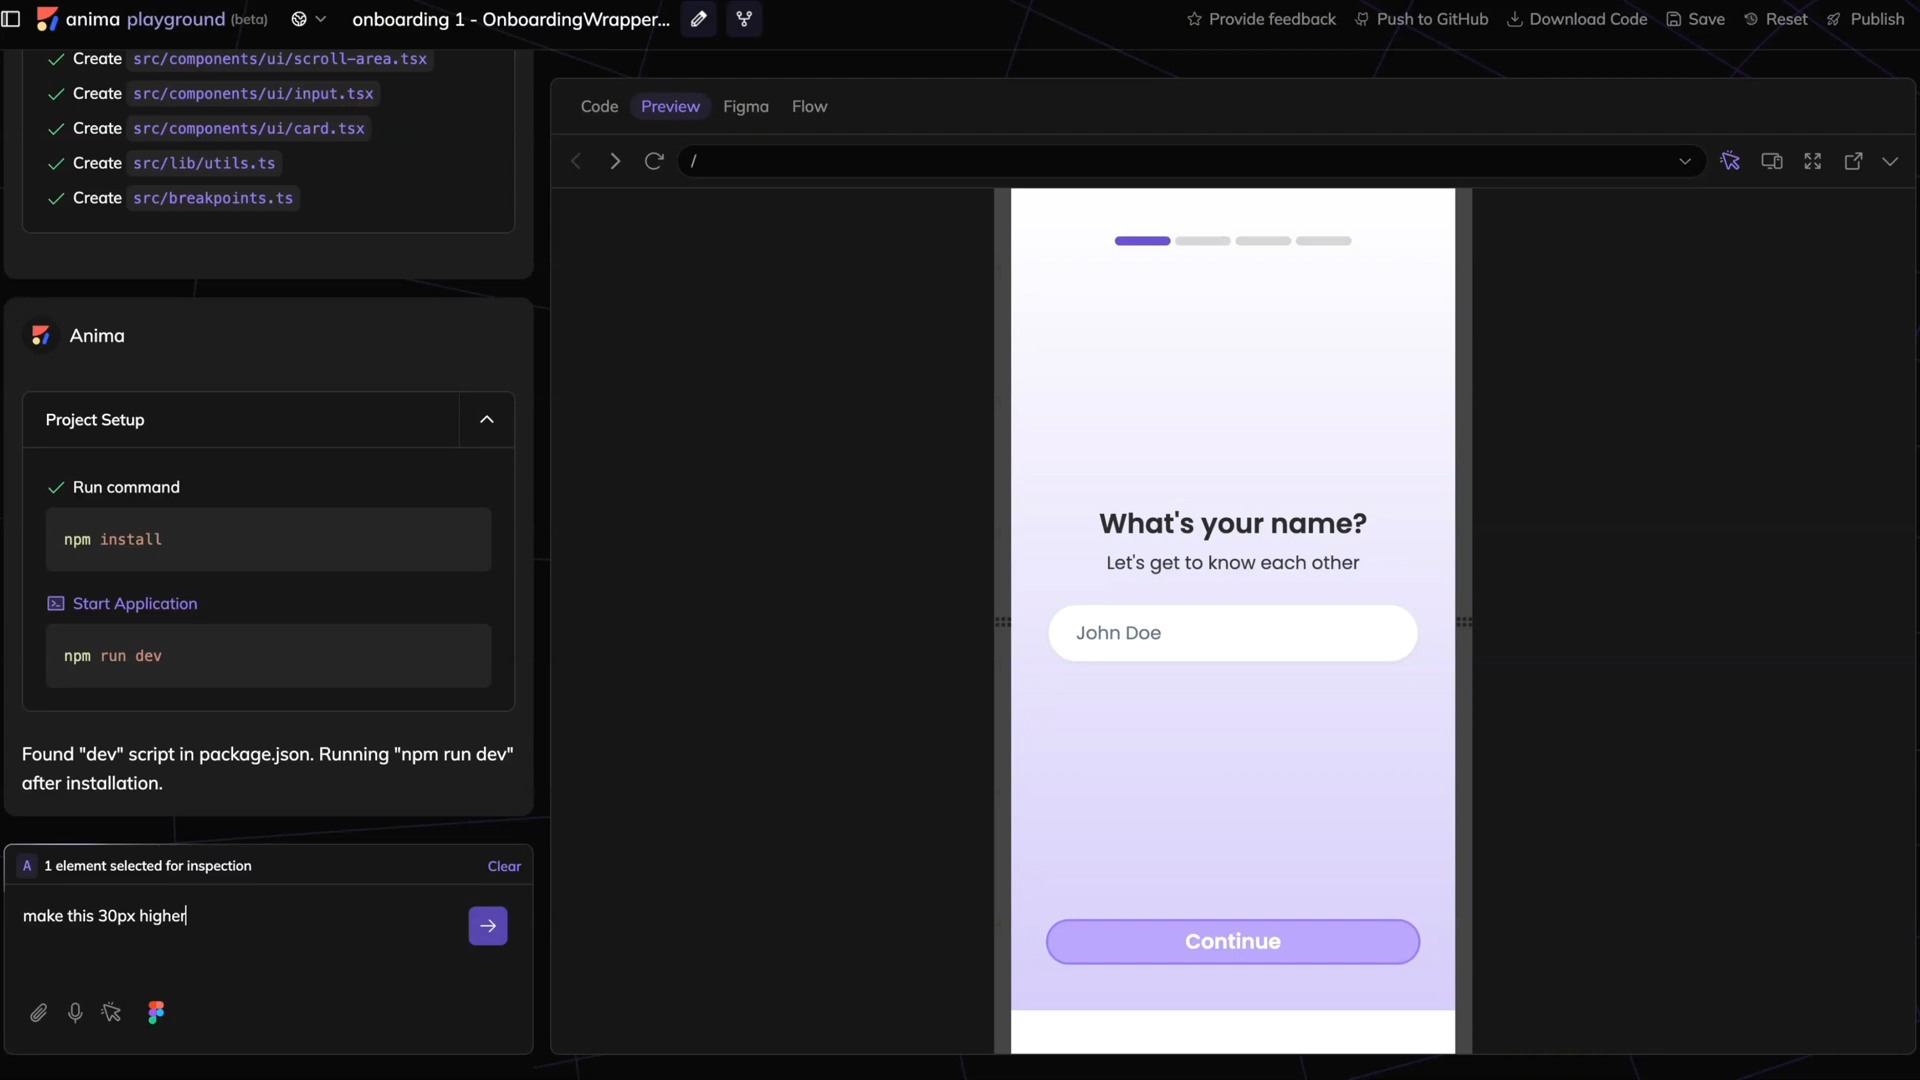 anima playground (beta)
onboarding 1 - OnboardingWrapper...
Provide feedback
Push to GitHub
Download Code
Save
Reset
Publish
Create src/components/ui/scroll-area.tsx
Create src/components/ui/input.tsx
Create src/components/ui/card.tsx
Create src/lib/utils.ts
Create src/breakpoints.ts
Anima
Project Setup
Run command
npm install
Start Application
npm run dev
Found "dev" script in package.json. Running "npm run dev"
after installation.
A 1 element selected for inspection
Clear
make this 30px higher
Code Preview Figma Flow
/
What's your name?
Let's get to know each other
John Doe
Continue